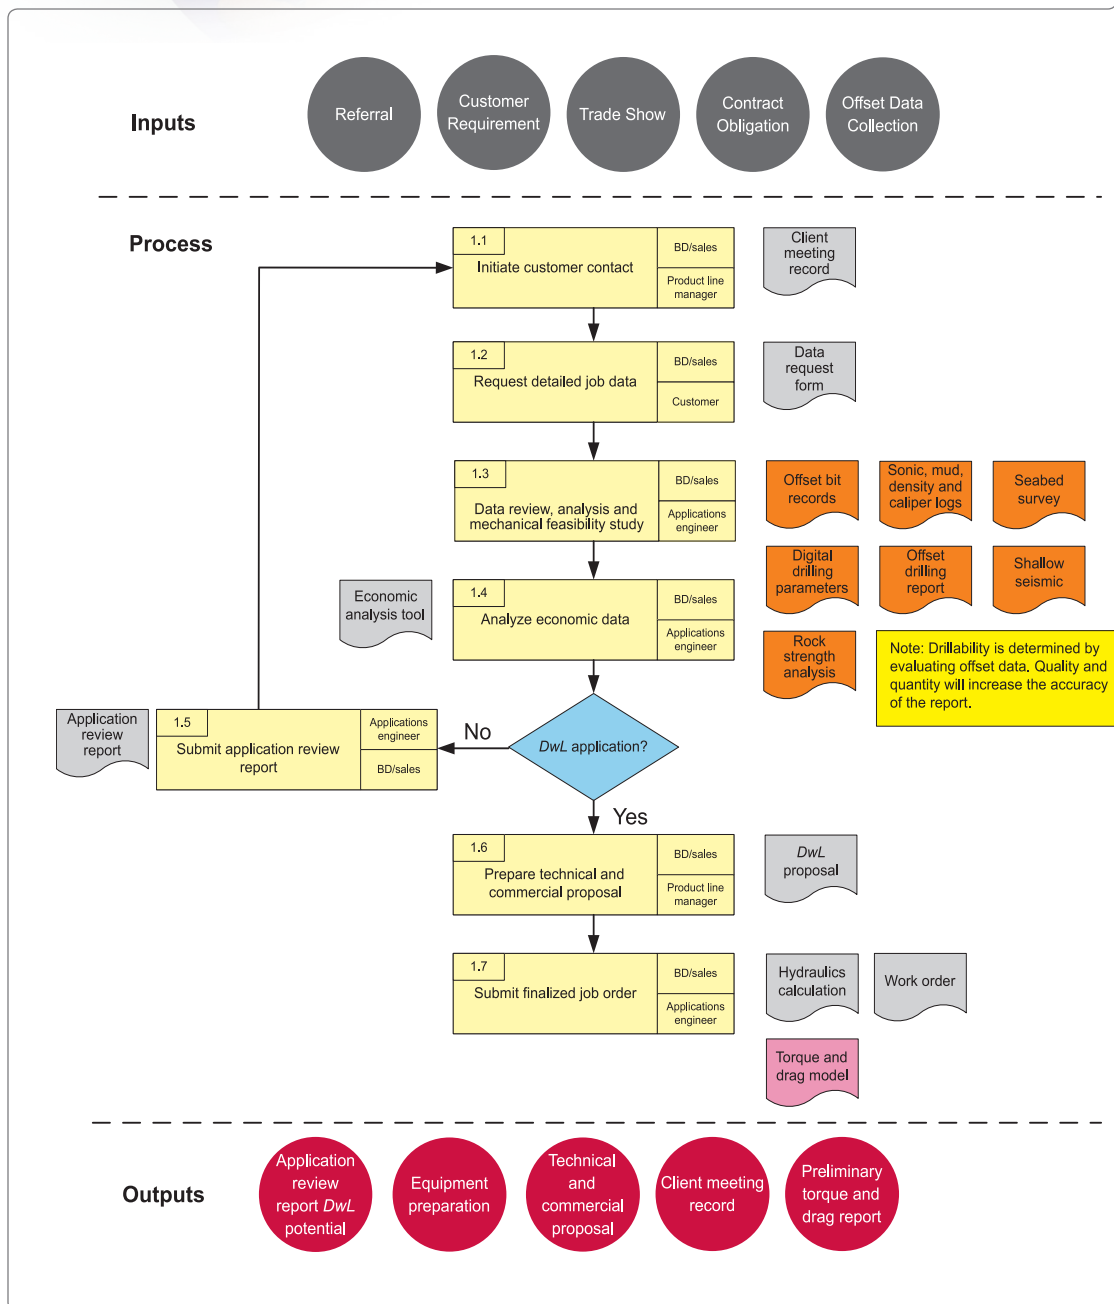 Inputs
Referral
Customer
Requirement
Trade Show
Contract
Obligation
Offset Data
Collection
Process
1.1
Initiate customer contact
BD/sales
Product line
manager
Client
meeting
record
1.2
Request detailed job data
BD/sales
Customer
Data
request
form
1.3
Data review, analysis and
mechanical feasibility study
BD/sales
Applications
engineer
Offset bit
records
Sonic, mud,
density and
caliper logs
Seabed
survey
Digital
drilling
parameters
Offset
drilling
report
Shallow
seismic
Economic
analysis tool
1.4
Analyze economic data
BD/sales
Applications
engineer
Rock
strength
analysis
Note: Drillability is determined by
evaluating offset data. Quality and
quantity will increase the accuracy
of the report.
Application
review
report
1.5
Submit application review
report
Applications
engineer
BD/sales
No
DwL application?
Yes
1.6
Prepare technical and
commercial proposal
BD/sales
Product line
manager
DwL
proposal
1.7
Submit finalized job order
BD/sales
Applications
engineer
Hydraulics
calculation
Work order
Torque and
drag model
Outputs
Application
review
report DwL
potential
Equipment
preparation
Technical
and
commercial
proposal
Client meeting
record
Preliminary
torque and
drag report